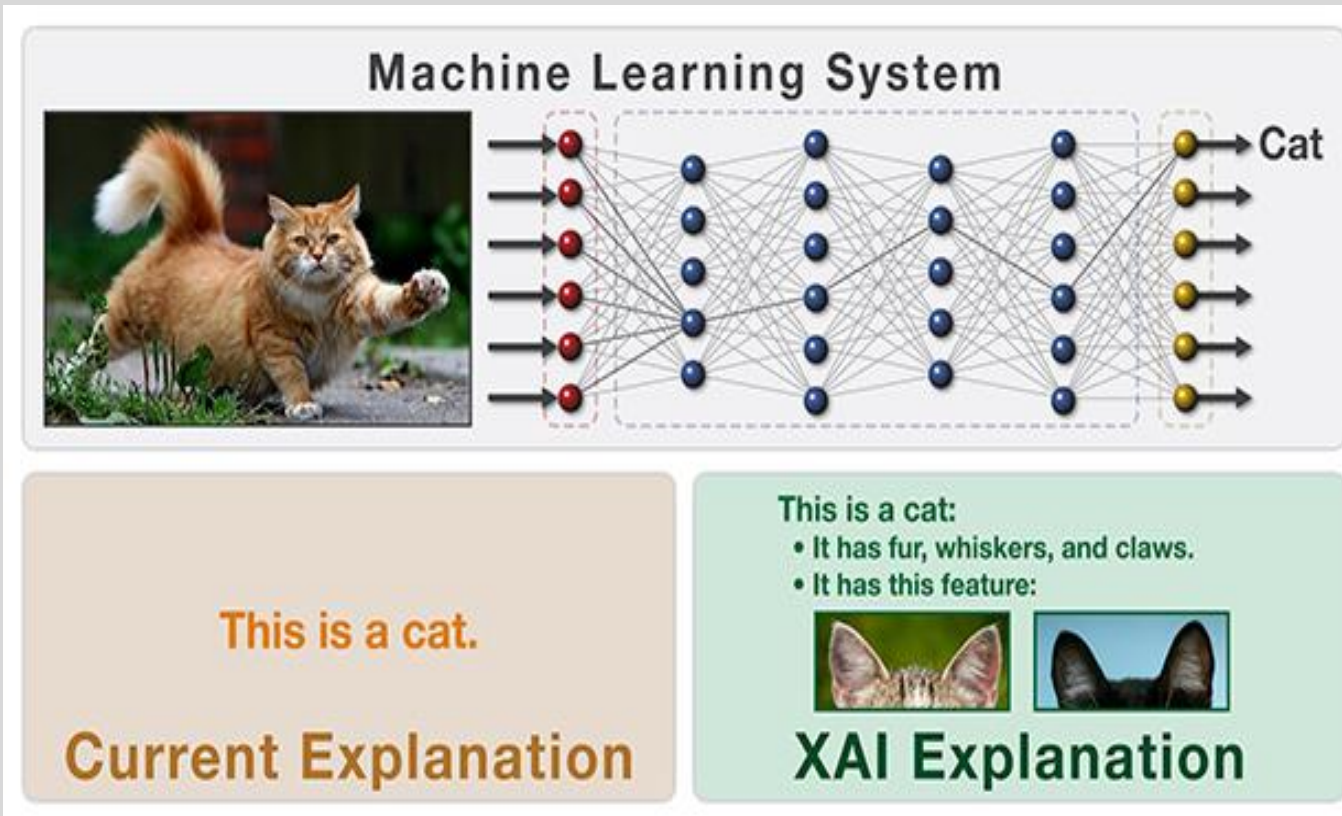 Machine Learning System
Cat
This is a cat.
Current Explanation
This is a cat:
• It has fur, whiskers, and claws.
• It has this feature:
XAI Explanation